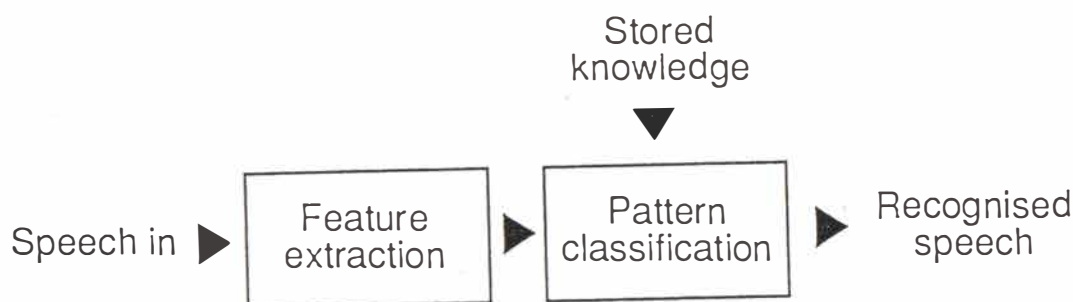 Stored
knowledge
Speech in
Feature
extraction
Pattern
classification
Recognised
speech